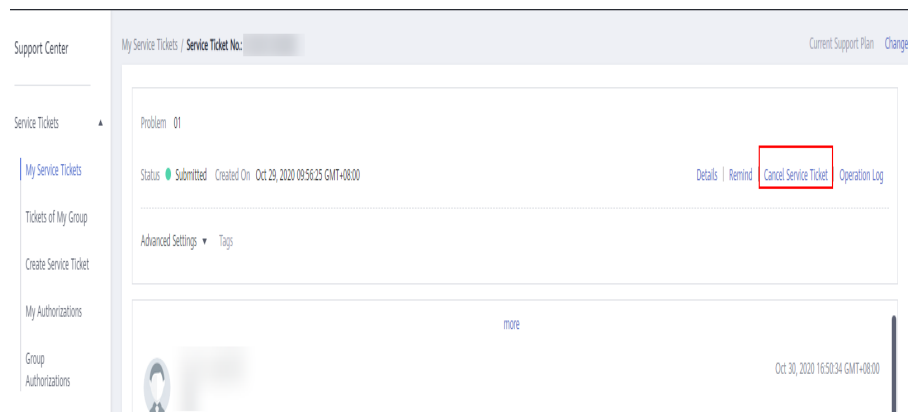 Support Center
My Service Tickets / Service Ticket No.:
Current Support Plan Change
Service Tickets ▲
My Service Tickets
Tickets of My Group
Create Service Ticket
My Authorizations
Group
Authorizations
Problem 01
Status Submitted Created On Oct 29, 2020 09:56:25 GMT+08:00
Details | Remind | Cancel Service Ticket | Operation Log
Advanced Settings ▼ Tags
more
Oct 30, 2020 16:50:34 GMT+08:00